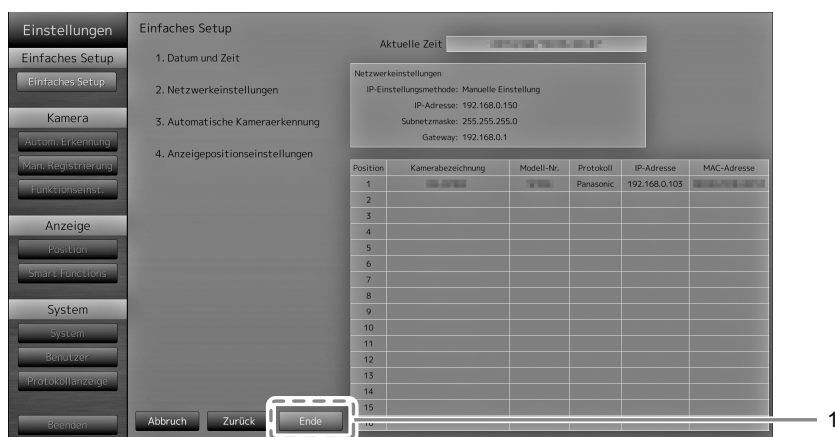 Einstellungen
Einfaches Setup
Einfaches Setup
Kamera
Autom. Erkennung
Man. Registrierung
Funktionseinst.
Anzeige
Position
Smart Functions
System
System
Benutzer
Protokollanzeige
Beenden
Einfaches Setup
1. Datum und Zeit
2. Netzwerkeinstellungen
3. Automatische Kameraerkennung
4. Anzeigepositionseinstellungen
Aktuelle Zeit
Netzwerkeinstellungen
IP-Einstellungsmethode: Manuelle Einstellung
IP-Adresse: 192.168.0.150
Subnetzmaske: 255.255.255.0
Gateway: 192.168.0.1
Position Kamerabezeichnung Modell-Nr. Protokoll IP-Adresse MAC-Adresse
1 Panasonic 192.168.0.103
2
3
4
5
6
7
8
9
10
11
12
13
14
15
16
Abbruch Zurück Ende
1